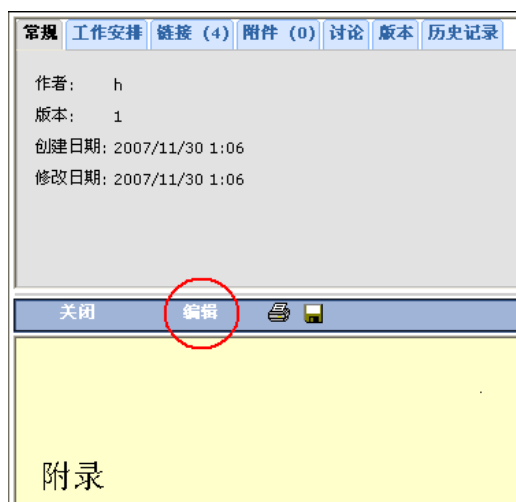 常规 工作安排 链接 (4) 附件 (0) 讨论 版本 历史记录
作者: h
版本: 1
创建日期: 2007/11/30 1:06
修改日期: 2007/11/30 1:06
关闭 编辑
附录